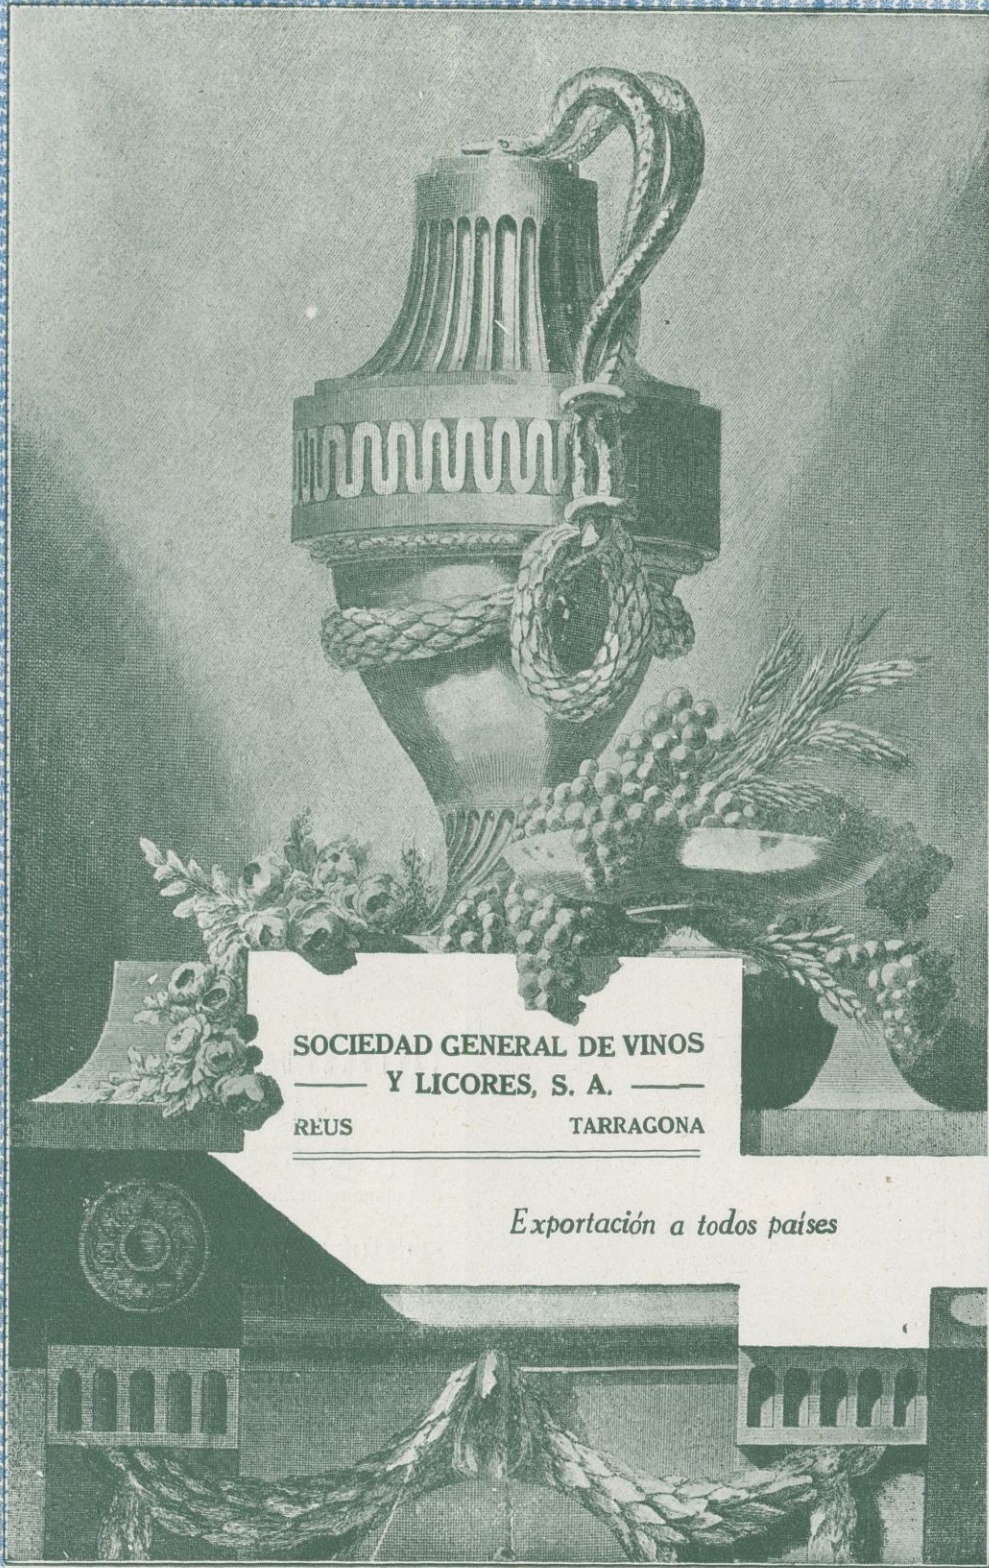 SOCIEDAD GENERAL DE VINOS
Y LICORES, S. A.
REUS TARRAGONA
Exportación a todos países